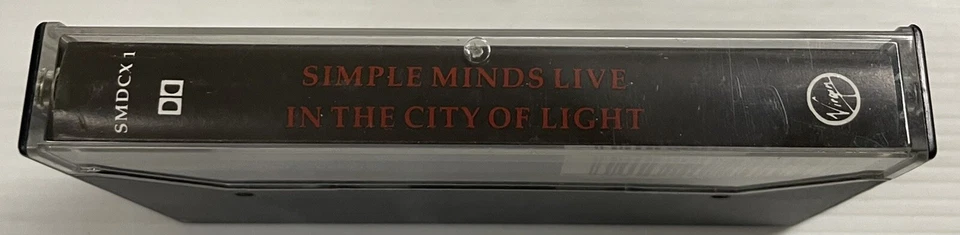 SMDCX 1
SIMPLE MINDS LIVE
IN THE CITY OF LIGHT
Virgin